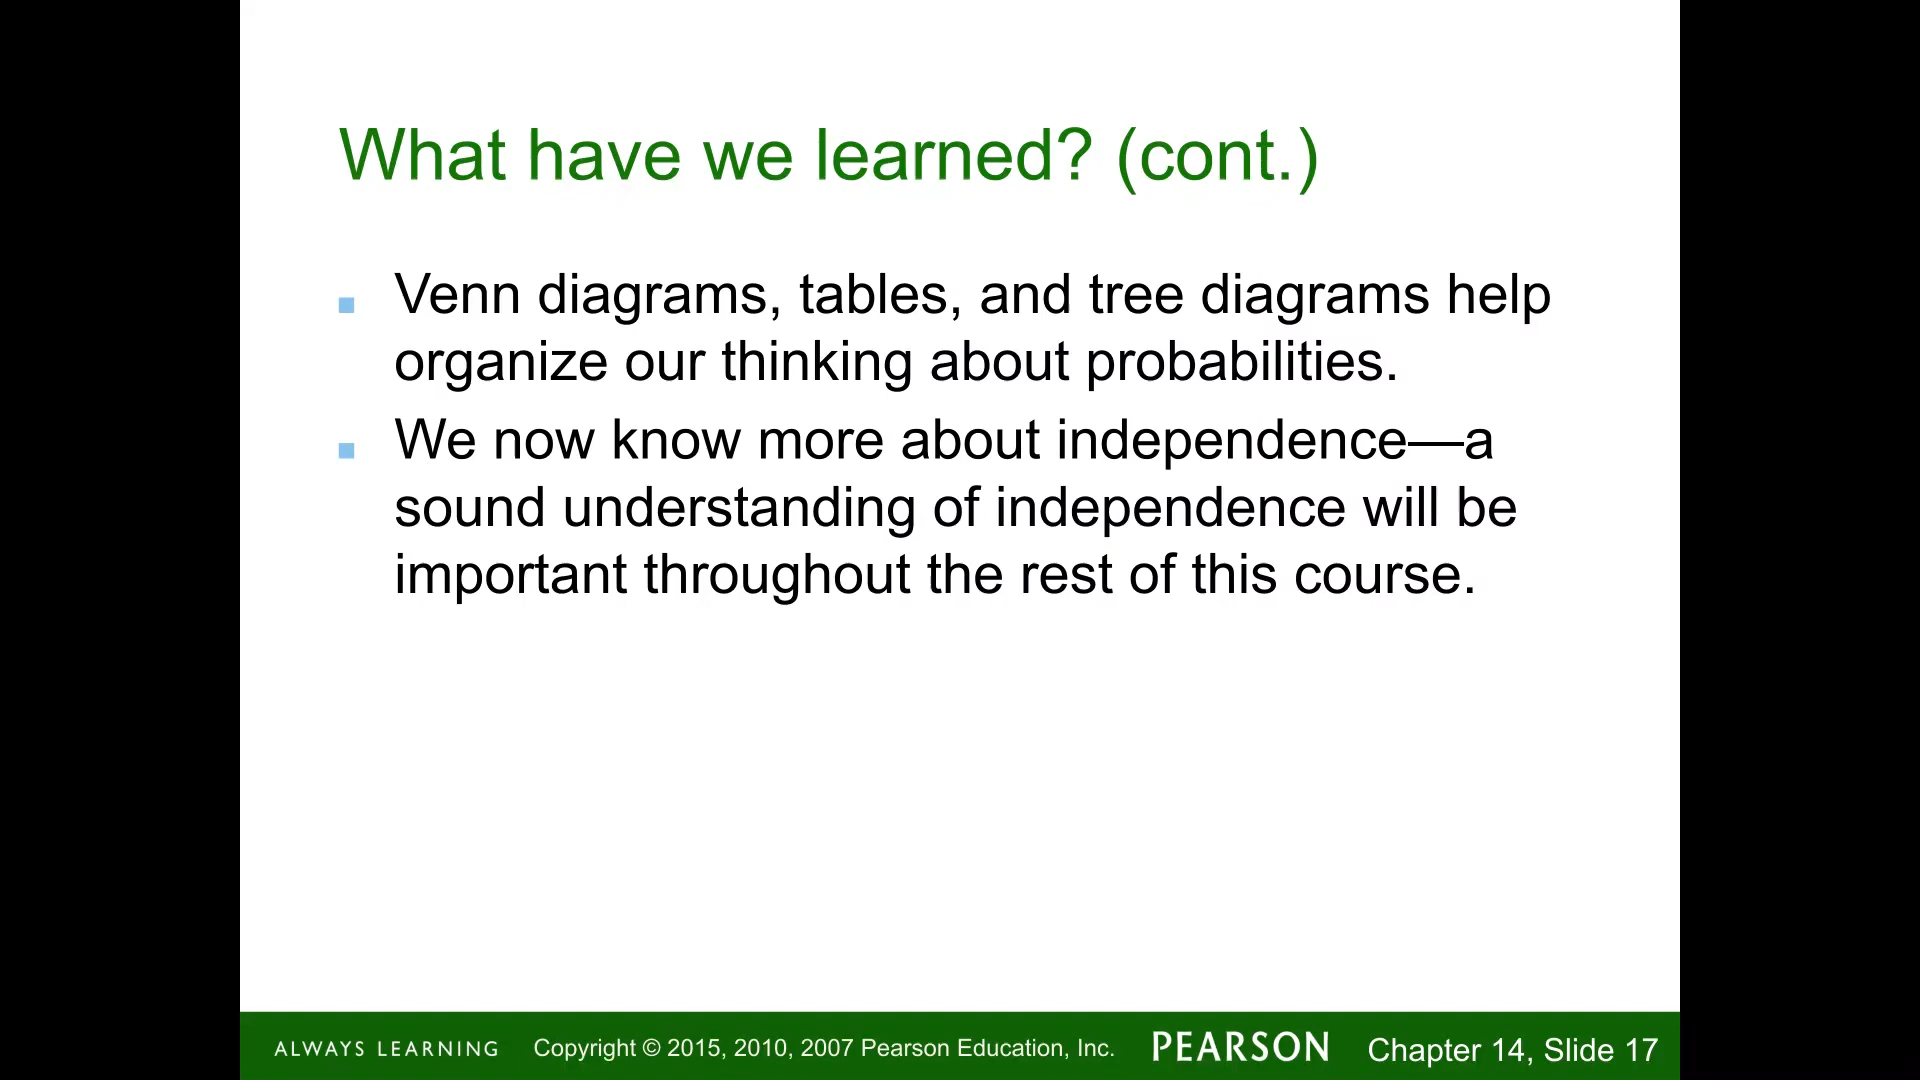 What have we learned? (cont.)
Venn diagrams, tables, and tree diagrams help
organize our thinking about probabilities.
We now know more about independence—a
sound understanding of independence will be
important throughout the rest of this course.
ALWAYS LEARNING Copyright © 2015, 2010, 2007 Pearson Education, Inc. PEARSON Chapter 14, Slide 17